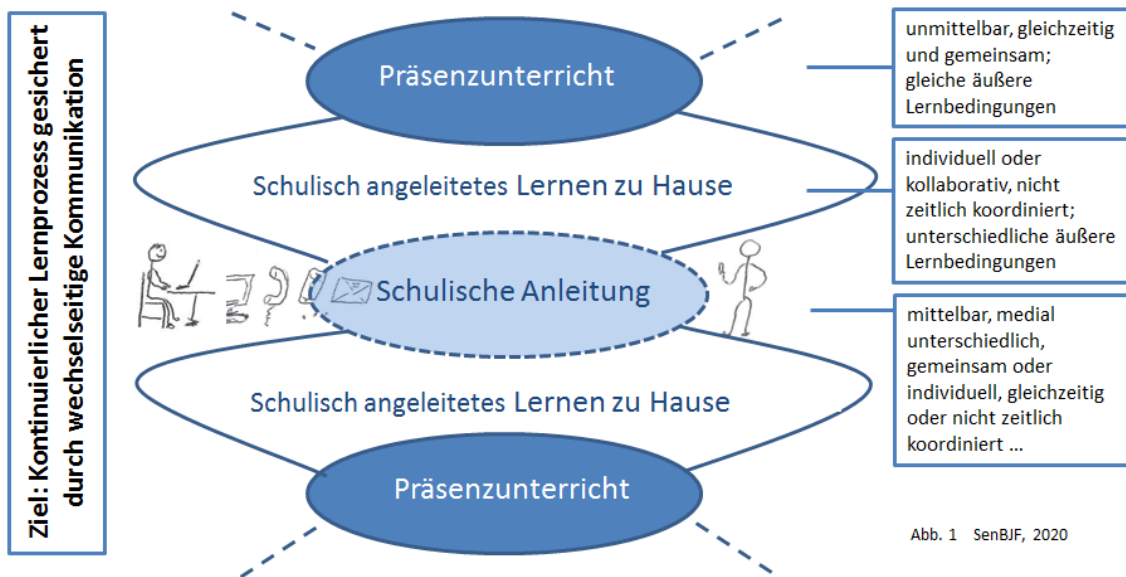 Ziel: Kontinuierlicher Lernprozess gesichert
durch wechselseitige Kommunikation
Präsenzunterricht
Schulisch angeleitetes Lernen zu Hause
Schulische Anleitung
Schulisch angeleitetes Lernen zu Hause
Präsenzunterricht
unmittelbar, gleichzeitig
und gemeinsam;
gleiche äußere
Lernbedingungen
individuell oder
kollaborativ, nicht
zeitlich koordiniert;
unterschiedliche äußere
Lernbedingungen
mittelbar, medial
unterschiedlich,
gemeinsam oder
individuell, gleichzeitig
oder nicht zeitlich
koordiniert ...
Abb. 1 SenBJF, 2020